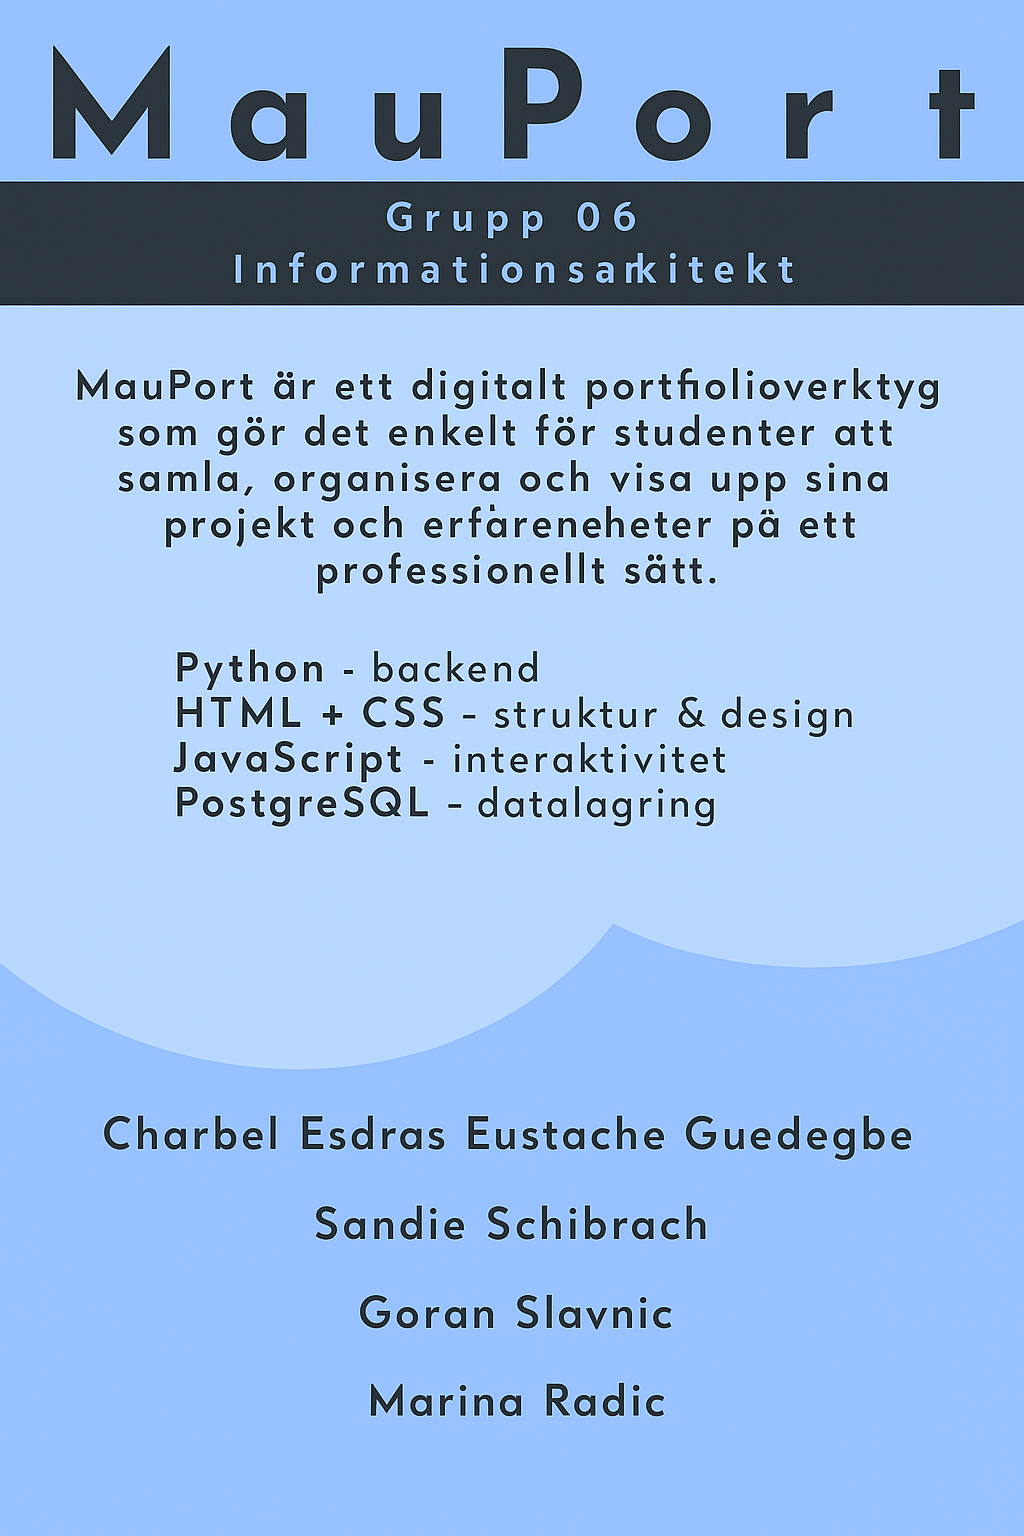 MauPort
Grupp 06
Informationsarkitekt
MauPort är ett digitalt portfiolioverktyg
som gör det enkelt för studenter att
samla, organisera och visa upp sina
projekt och erfȧreneheter på̈ ett
professionellt sätt.
Python - backend
HTML + CSS - struktur & design
JavaScript - interaktivitet
PostgreSQL - datalagring
Charbel Esdras Eustache Guedegbe
Sandie Schibrach
Goran Slavnic
Marina Radic